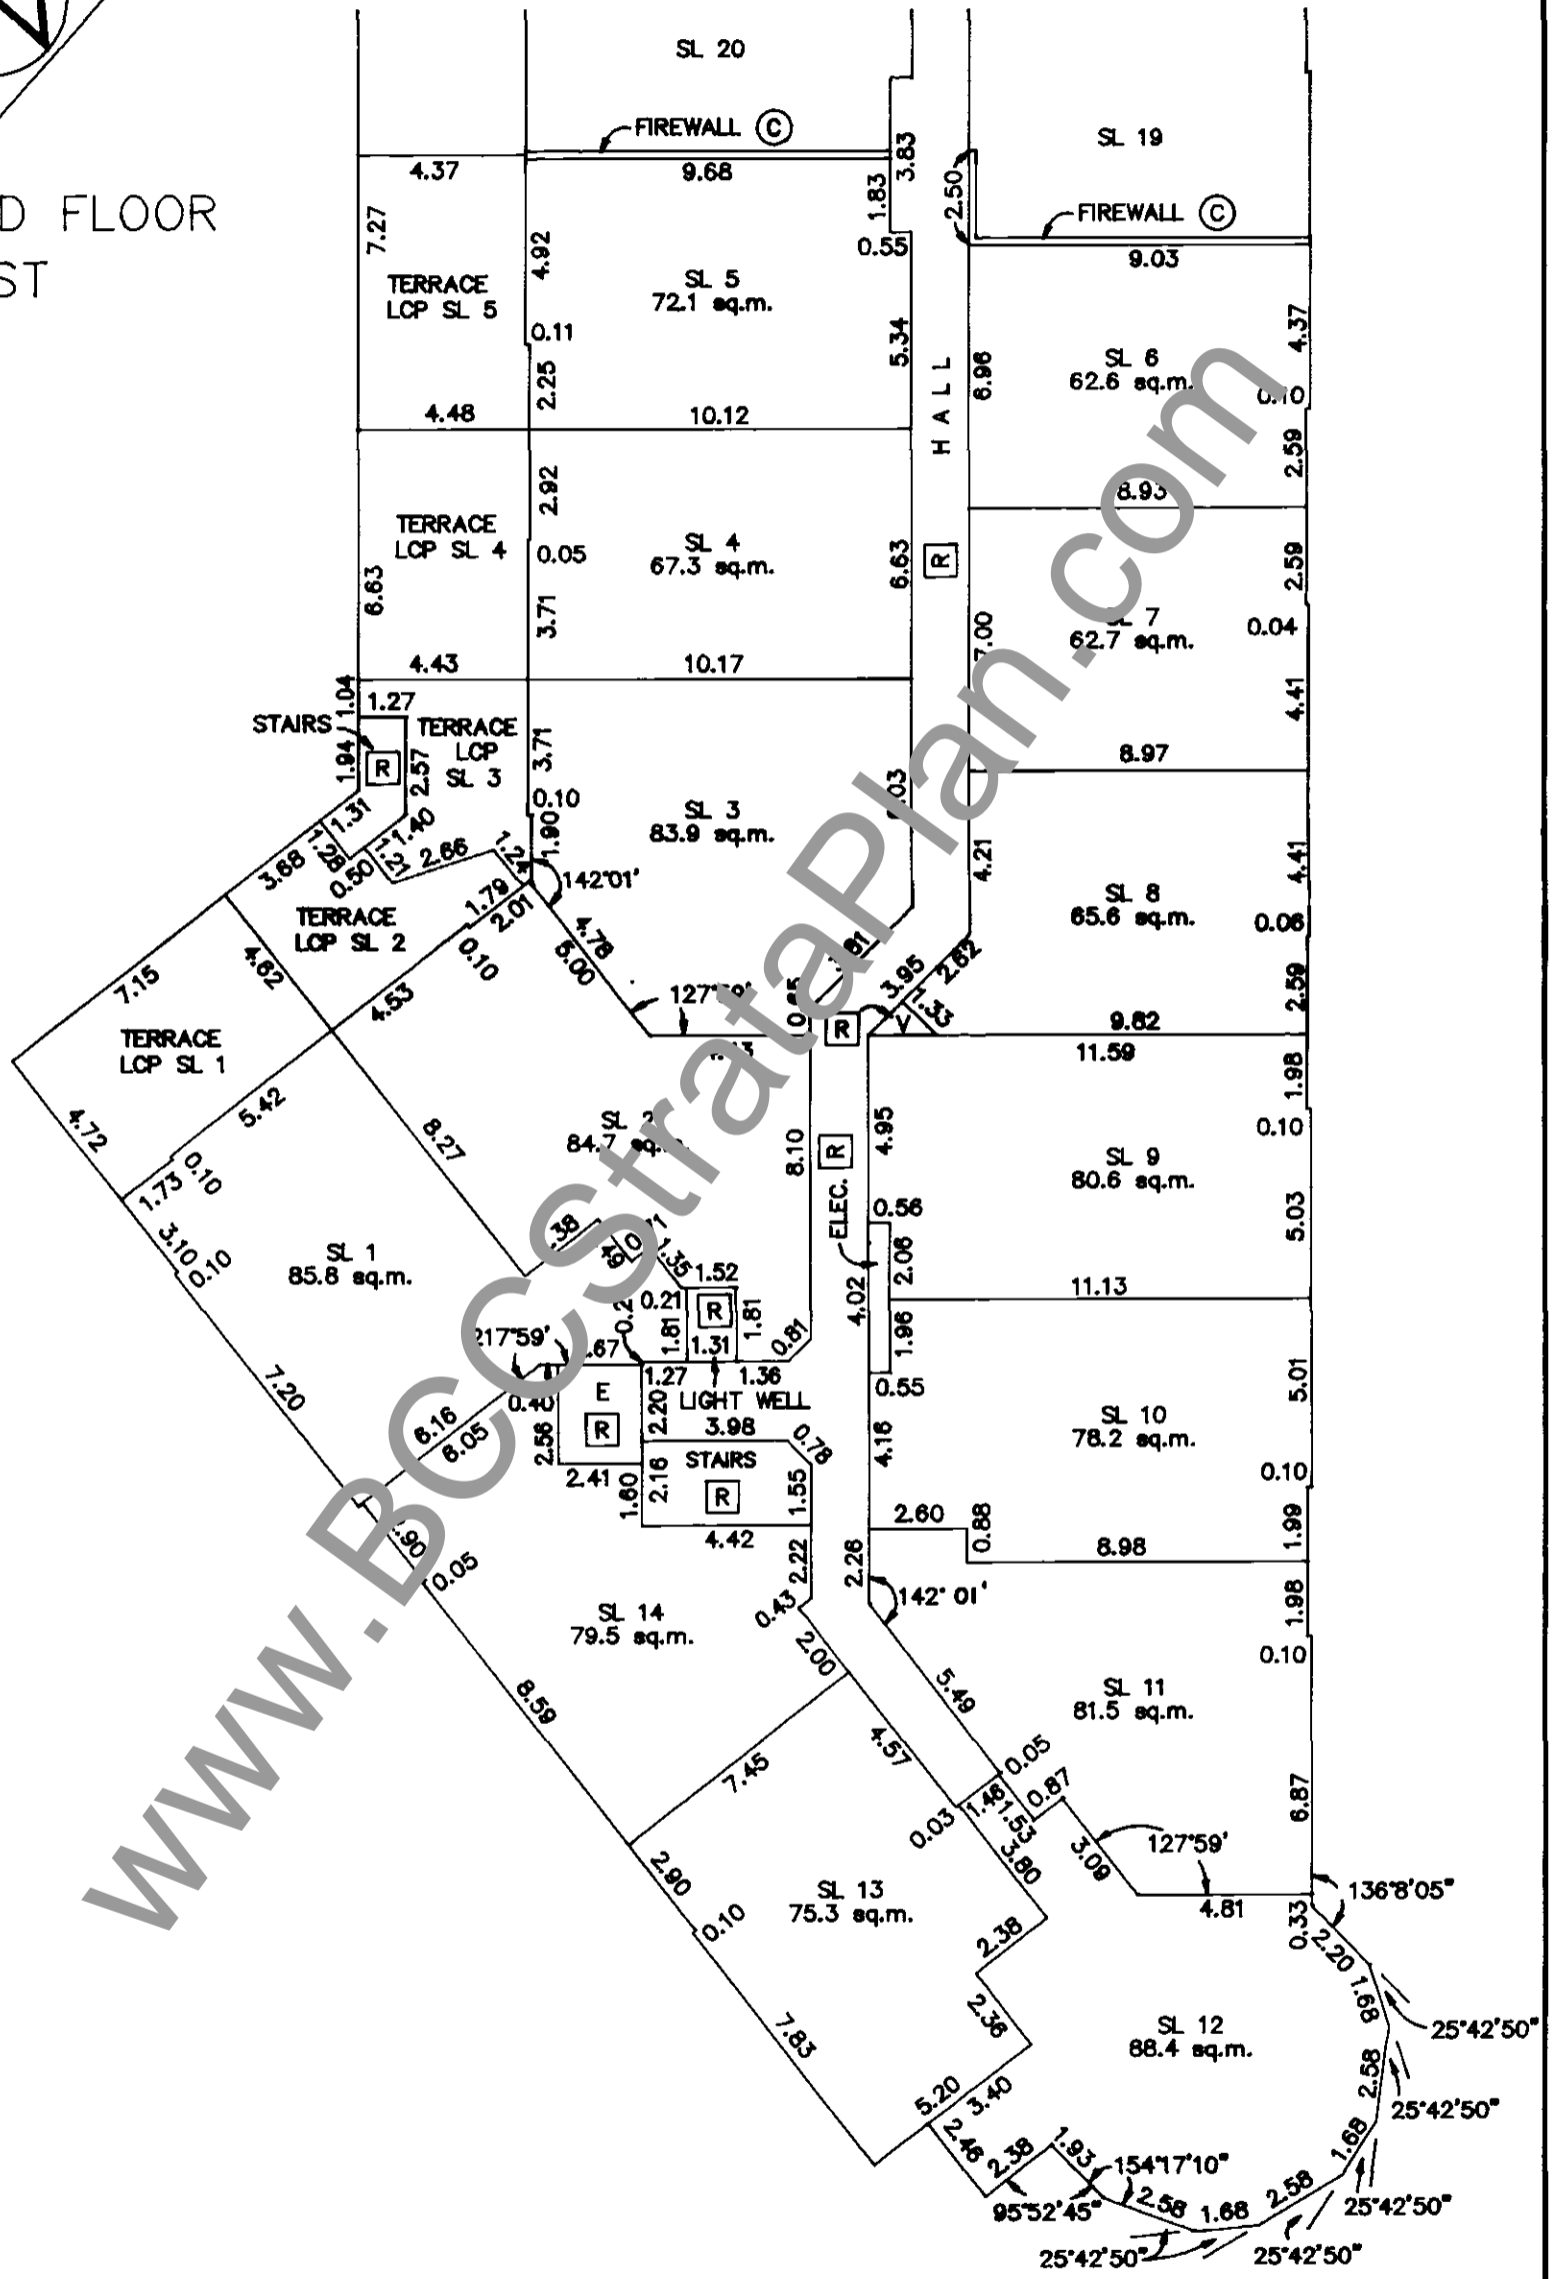 SL 20
FIREWALL C
SL 19
4.37
9.68
3.83
1.83
2.50
FIREWALL C
D FLOOR
ST
7.27
4.92
0.55
9.03
TERRACE
LCP SL 5
SL 5
72.1 sq.m.
0.11
5.34
4.37
SL 6
62.6 sq.m.
6.96
0.10
2.25
HALL
4.48
10.12
2.59
8.93
2.92
TERRACE
LCP SL 4
0.05
SL 4
67.3 sq.m.
6.63
R
2.59
6.63
3.71
7.00
SL 7
62.7 sq.m.
0.04
4.43
10.17
1.04
1.27
4.41
STAIRS
TERRACE
LCP
SL 3
3.71
8.97
1.94
R
2.57
0.10
SL 3
83.9 sq.m.
1.31
1.40
1.90
4.21
4.41
1.28
1.21
2.66
1.24
3.68
0.50
142°01'
SL 8
65.6 sq.m.
0.06
1.79
2.01
TERRACE
LCP SL 2
4.78
5.00
0.10
4.62
7.15
4.53
0.65
3.95
2.62
1.33
2.59
R
V
9.82
11.59
TERRACE
LCP SL 1
5.42
4.72
8.27
84.7
8.10
R
4.95
1.98
0.10
SL 9
80.6 sq.m.
1.73
0.10
3.10
0.10
ELEC.
0.56
5.03
SL 1
85.8 sq.m.
1.35
1.52
2.06
0.21
R
4.02
11.13
1.81
1.81
1.31
0.81
1.96
217°59'
1.27
1.36
7.20
0.40
E
R
2.20
LIGHT WELL
0.55
5.01
6.16
6.05
2.56
3.98
0.78
4.16
SL 10
78.2 sq.m.
2.41
2.16
STAIRS
R
1.55
0.10
1.60
4.42
2.60
0.88
8.98
1.99
0.05
2.22
2.26
142°01'
1.98
SL 14
79.5 sq.m.
0.43
2.00
0.10
8.59
5.49
SL 11
81.5 sq.m.
4.57
7.45
0.05
0.87
1.46
1.53
0.03
6.87
3.80
3.09
127°59'
2.90
0.10
SL 13
75.3 sq.m.
4.81
136°8'05"
0.33
2.20
2.38
1.68
2.36
7.83
SL 12
88.4 sq.m.
25°42'50"
2.58
5.20
3.40
25°42'50"
2.46
2.38
1.93
1.68
154°17'10"
95°52'45"
2.58
1.68
2.58
25°42'50"
25°42'50"
25°42'50"
www.BCCStrataPlan.com